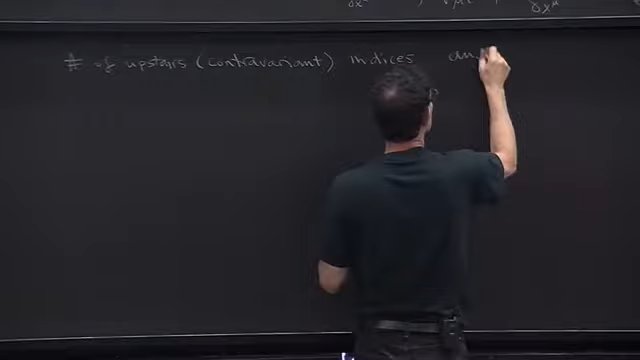 ∂x^μ
# of upstairs (contravariant) indices